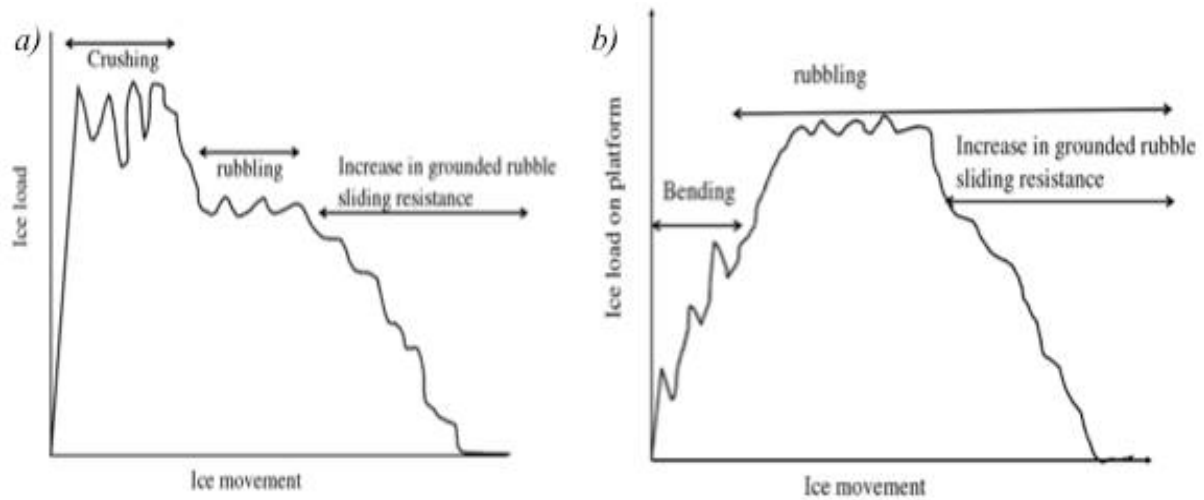 a)
Crushing
rubbling
Increase in grounded rubble
sliding resistance
Ice load
Ice movement
b)
rubbling
Increase in grounded rubble
sliding resistance
Bending
Ice load on platform
Ice movement